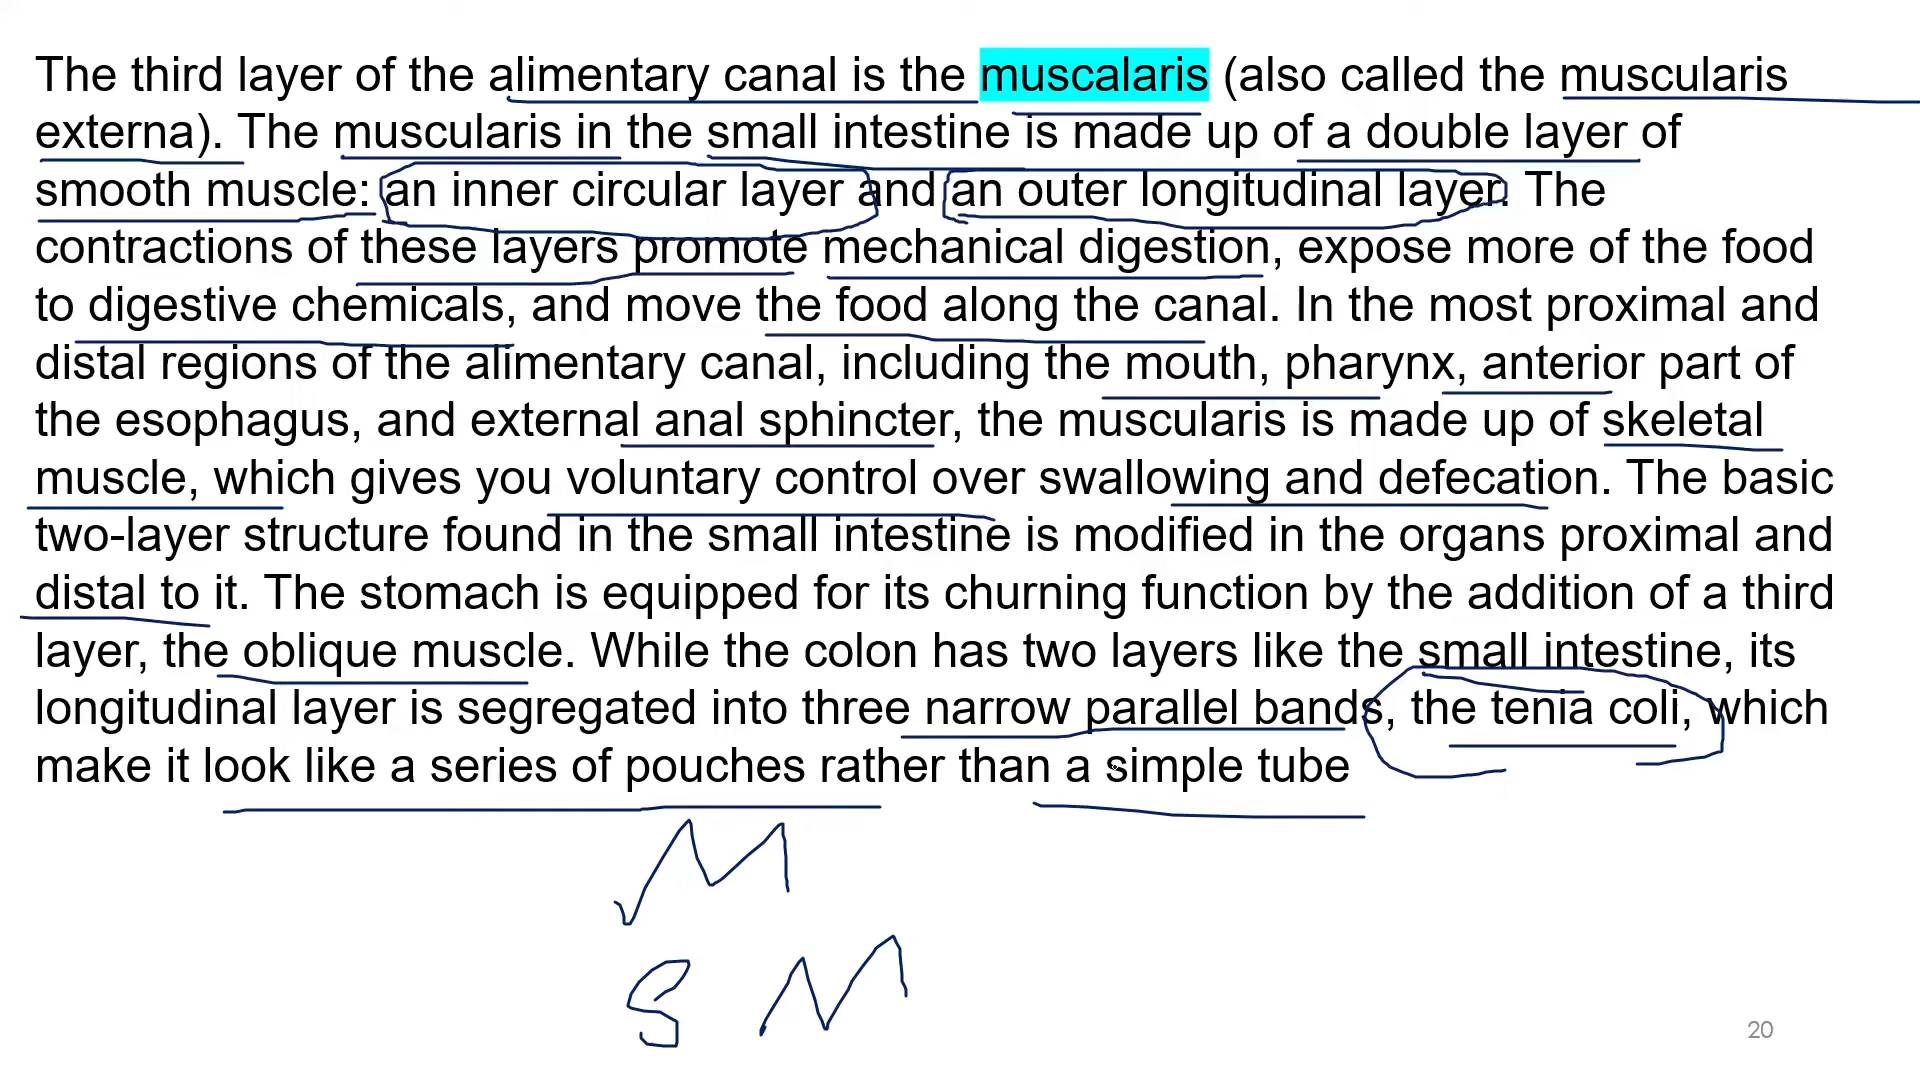 The third layer of the alimentary canal is the muscalaris (also called the muscularis
externa). The muscularis in the small intestine is made up of a double layer of
smooth muscle: an inner circular layer and an outer longitudinal layer. The
contractions of these layers promote mechanical digestion, expose more of the food
to digestive chemicals, and move the food along the canal. In the most proximal and
distal regions of the alimentary canal, including the mouth, pharynx, anterior part of
the esophagus, and external anal sphincter, the muscularis is made up of skeletal
muscle, which gives you voluntary control over swallowing and defecation. The basic
two-layer structure found in the small intestine is modified in the organs proximal and
distal to it. The stomach is equipped for its churning function by the addition of a third
layer, the oblique muscle. While the colon has two layers like the small intestine, its
longitudinal layer is segregated into three narrow parallel bands, the tenia coli, which
make it look like a series of pouches rather than a simple tube
M
S M
20